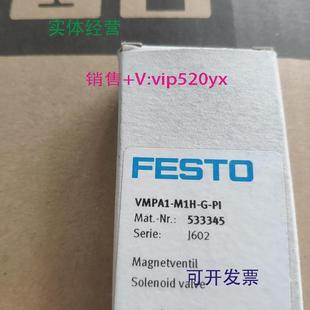 实体经营
销售+V:vip520yx
FESTO
VMPA1-M1H-G-PI
Mat.-Nr.: 533345
Serie: J602
Magnetventil
Solenoid valve
可开发票